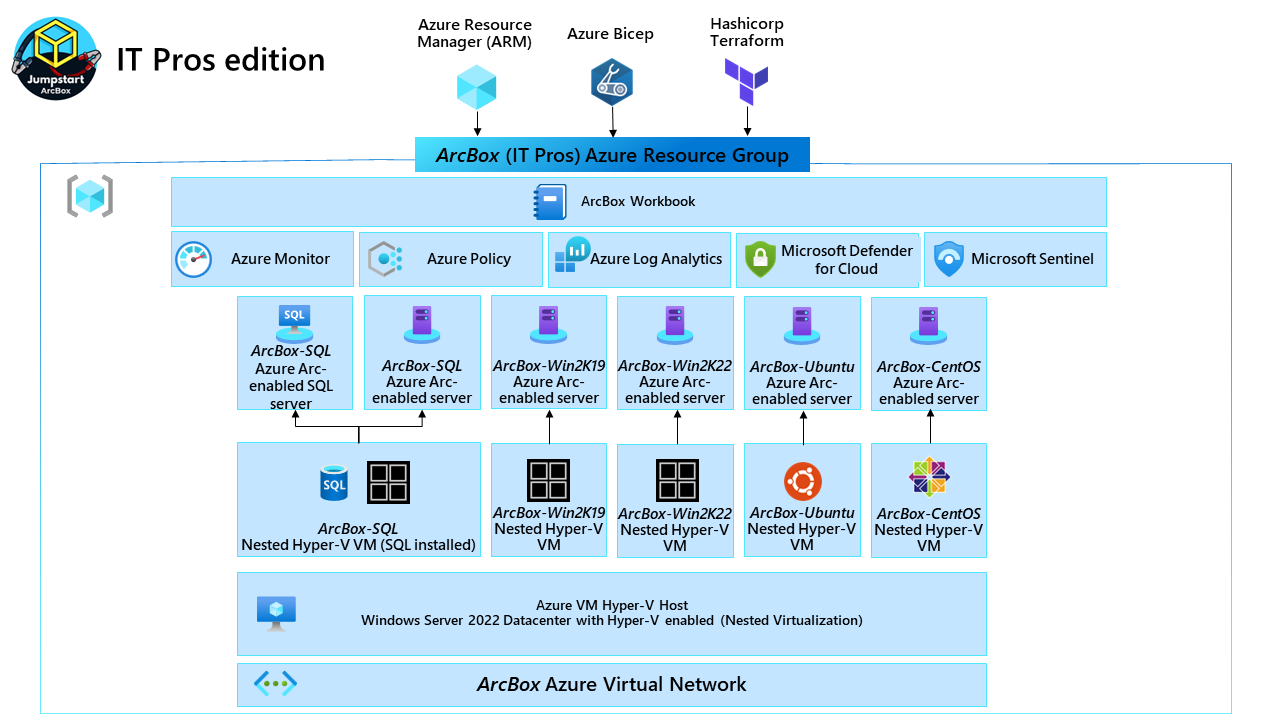 Jumpstart
ArcBox
IT Pros edition
Azure Resource
Manager (ARM)
Azure Bicep
Hashicorp
Terraform
ArcBox (IT Pros) Azure Resource Group
ArcBox Workbook
Azure Monitor
Azure Policy
Azure Log Analytics
Microsoft Defender
for Cloud
Microsoft Sentinel
SQL
ArcBox-SQL
Azure Arc-
enabled SQL
server
ArcBox-SQL
Azure Arc-
enabled server
ArcBox-Win2K19
Azure Arc-
enabled server
ArcBox-Win2K22
Azure Arc-
enabled server
ArcBox-Ubuntu
Azure Arc-
enabled server
ArcBox-CentOS
Azure Arc-
enabled server
SQL
ArcBox-SQL
Nested Hyper-V VM (SQL installed)
ArcBox-Win2K19
Nested Hyper-V
VM
ArcBox-Win2K22
Nested Hyper-V
VM
ArcBox-Ubuntu
Nested Hyper-V
VM
ArcBox-CentOS
Nested Hyper-V
VM
Azure VM Hyper-V Host
Windows Server 2022 Datacenter with Hyper-V enabled (Nested Virtualization)
ArcBox Azure Virtual Network